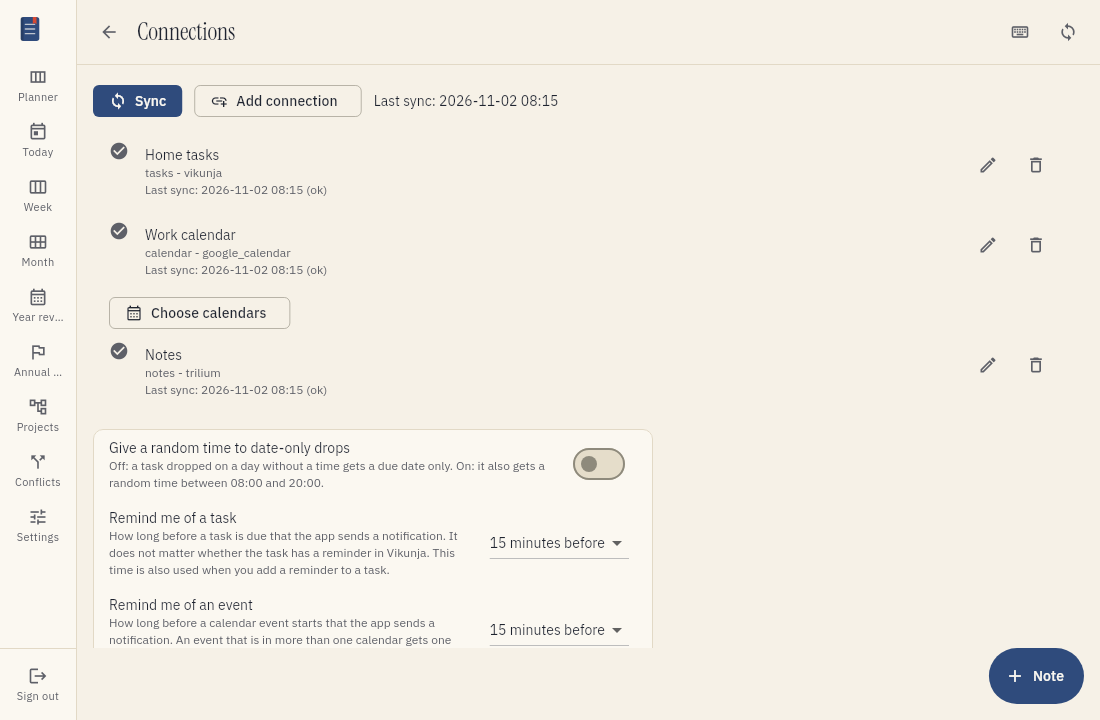 Connections
Planner
Today
Week
Month
Year rev...
Annual ...
Projects
Conflicts
Settings
Sign out
Sync
Add connection
Last sync: 2026-11-02 08:15
Home tasks
tasks - vikunja
Last sync: 2026-11-02 08:15 (ok)
Work calendar
calendar - google_calendar
Last sync: 2026-11-02 08:15 (ok)
Choose calendars
Notes
notes - trilium
Last sync: 2026-11-02 08:15 (ok)
Give a random time to date-only drops
Off: a task dropped on a day without a time gets a due date only. On: it also gets a
random time between 08:00 and 20:00.
Remind me of a task
How long before a task is due that the app sends a notification. It
does not matter whether the task has a reminder in Vikunja. This
time is also used when you add a reminder to a task.
15 minutes before
Remind me of an event
How long before a calendar event starts that the app sends a
notification. An event that is in more than one calendar gets one
15 minutes before
Note